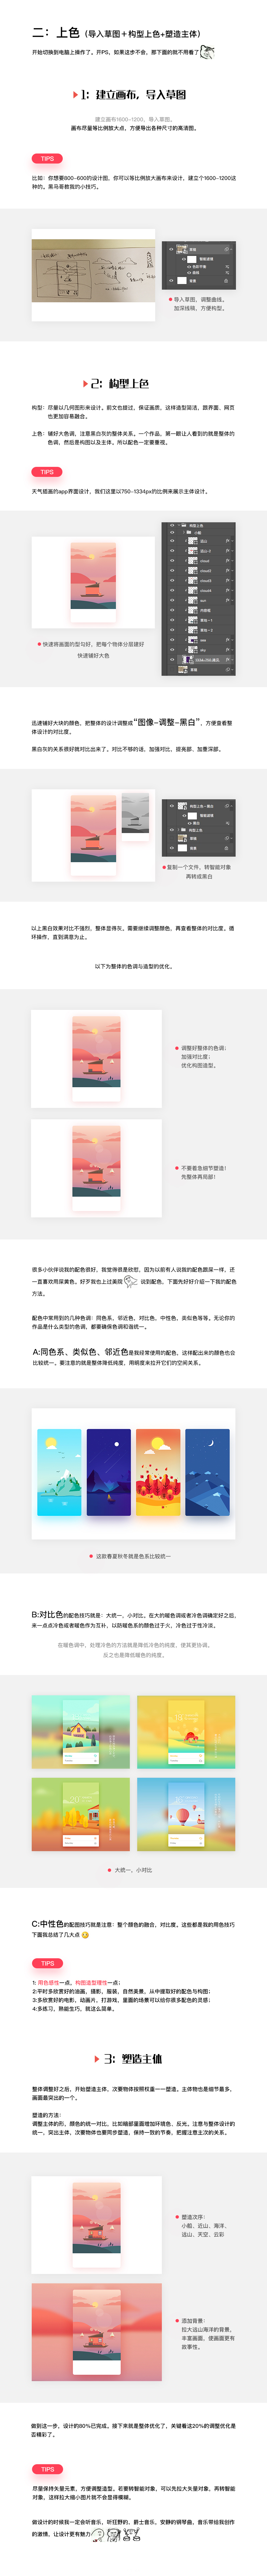 二：上色（导入草图+构型上色+塑造主体）
开始切换到电脑上操作了。开PS，如果这步不会，那下面的就不用看了
1：建立画布，导入草图
建立画布1600-1200，导入草图。
画布尽量等比例放大点，方便导出各种尺寸的高清图。
TIPS
比如：你想要800-600的设计图，你可以等比例放大画布来设计，建立个1600-1200这
种的。黑马哥教我的小技巧。
导入草图，调整曲线。
加深线稿，方便构型。
2：构型上色
构型：尽量以几何图形来设计。前文也提过，保证画质，这样造型简洁，跟界面、网页
也更加容易融合。
上色：铺好大色调，注意黑白灰的整体关系。一个作品，第一眼让人看到的就是整体的
色调，然后是构图以及主体。所以配色一定要重视。
TIPS
天气插画的app界面设计，我们这里以750-1334px的比例来展示主体设计。
快速将画面的型勾好，把每个物体分层建好
快速铺好大色
迅速铺好大块的颜色，把整体的设计调整成“图像-调整-黑白”，方便查看整
体设计的对比度。
黑白灰的关系很好就对比出来了。对比不够的话，加强对比，提亮部、加重深部。
复制一个文件，转智能对象
再转成黑白
以上黑白效果对比不强烈，整体显得灰。需要继续调整颜色，再查看整体的对比度。循
环操作，直到满意为止。
以下为整体的色调与造型的优化。
调整好整体的色调；
加强对比度；
优化构图造型。
不要着急细节塑造！
先整体再局部！
很多小伙伴说我的配色很好，我觉得很是欣慰，因为以前有人说我的配色跟屎一样，还
一直喜欢用屎黄色。好歹我也上过美院 说到配色，下面先好好介绍一下我的配色
方法。
配色中常用到的几种色调：同色系，邻近色，对比色，中性色，类似色等等。无论你的
作品是什么类型的色调，都要确保色调和谐统一。
A:同色系、类似色、邻近色是我经常使用的配色，这样配出来的颜色也会
比较统一。要注意的就是整体降低纯度，用明度来拉开它们的空间关系。
这款春夏秋冬就是色系比较统一
B:对比色的配色技巧就是：大统一，小对比。在大的暖色调或者冷色调确定好之后，
来一点点冷色或者暖色作为互补，以防暖色系的颜色过于火，冷色过于性冷淡。
在暖色调中，处理冷色的方法就是降低冷色的纯度，使其更协调。
反之也是降低暖色的纯度。
大统一，小对比
C:中性色的配图技巧就是注意：整个颜色的融合，对比度。这些都是我的用色技巧
下面我总结了几大点
TIPS
1: 用色感性一点，构图造型理性一点；
2:平时多欣赏好的油画，摄影，服装，自然美景，从中提取好的配色与构图；
3:多欣赏好的电影、动画片，打游戏，里面的场景可以给你很多配色的灵感；
4:多练习，熟能生巧，就这么简单。
3：塑造主体
整体调整好之后，开始塑造主体，次要物体按照权重一一塑造。主体物也是细节最多，
画面最突出的一个。
塑造的方法：
调整主体的形，颜色的统一对比，比如暗部里面增加环境色，反光。注意与整体设计的
统一，突出主体，次要物体也要同步塑造，保持一致的节奏，把握注意主次的关系。
塑造次序：
小船、近山、海洋、
远山、天空、云彩
添加背景：
拉大远山海洋的背景，
丰富画面，使画面更有
故事性。
做到这一步，设计的80%已完成。接下来就是整体优化了，关键看这20%的调整优化是
否精彩了。
TIPS
尽量保持矢量元素，方便调整造型。若要转智能对象，可以先拉大矢量对象，再转智能
对象，这样拉大缩小图片就不会显得模糊。
做设计的时候我一定会听音乐，听狂野的，爵士音乐，安静的钢琴曲，音乐带给我创作
的激情，让设计更有魅力